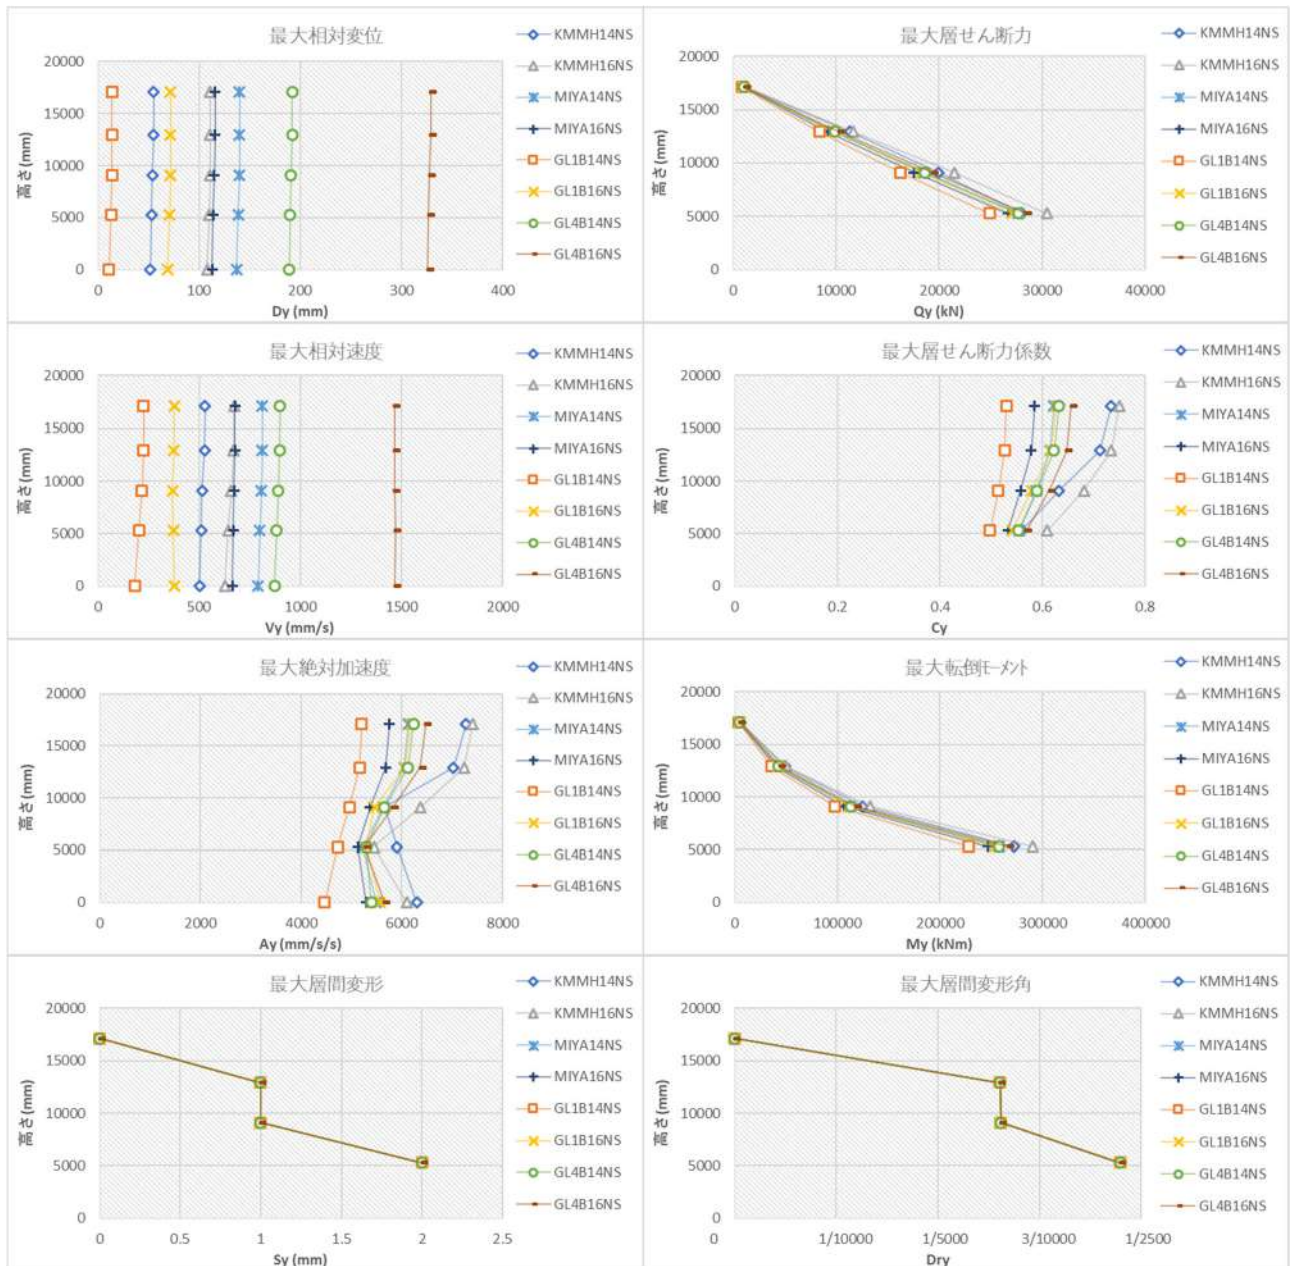 最大相対変位
高さ(mm)
20000
15000
10000
5000
0
0 100 200 300 400
Dy (mm)
KMMH14NS
KMMH16NS
MIYA14NS
MIYA16NS
GL1B14NS
GL1B16NS
GL4B14NS
GL4B16NS
最大層せん断力
高さ(mm)
20000
15000
10000
5000
0
0 10000 20000 30000 40000
Qy (kN)
KMMH14NS
KMMH16NS
MIYA14NS
MIYA16NS
GL1B14NS
GL1B16NS
GL4B14NS
GL4B16NS
最大相対速度
高さ(mm)
20000
15000
10000
5000
0
0 500 1000 1500 2000
Vy (mm/s)
KMMH14NS
KMMH16NS
MIYA14NS
MIYA16NS
GL1B14NS
GL1B16NS
GL4B14NS
GL4B16NS
最大層せん断力係数
高さ(mm)
20000
15000
10000
5000
0
0 0.2 0.4 0.6 0.8
Cy
KMMH14NS
KMMH16NS
MIYA14NS
MIYA16NS
GL1B14NS
GL1B16NS
GL4B14NS
GL4B16NS
最大絶対加速度
高さ(mm)
20000
15000
10000
5000
0
0 2000 4000 6000 8000
Ay (mm/s/s)
KMMH14NS
KMMH16NS
MIYA14NS
MIYA16NS
GL1B14NS
GL1B16NS
GL4B14NS
GL4B16NS
最大転倒ﾓｰﾒﾝﾄ
高さ(mm)
20000
15000
10000
5000
0
0 100000 200000 300000 400000
My (kNm)
KMMH14NS
KMMH16NS
MIYA14NS
MIYA16NS
GL1B14NS
GL1B16NS
GL4B14NS
GL4B16NS
最大層間変形
高さ(mm)
20000
15000
10000
5000
0
0 0.5 1 1.5 2 2.5
Sy (mm)
KMMH14NS
KMMH16NS
MIYA14NS
MIYA16NS
GL1B14NS
GL1B16NS
GL4B14NS
GL4B16NS
最大層間変形角
高さ(mm)
20000
15000
10000
5000
0
0 1/10000 1/5000 3/10000 1/2500
Dry
KMMH14NS
KMMH16NS
MIYA14NS
MIYA16NS
GL1B14NS
GL1B16NS
GL4B14NS
GL4B16NS